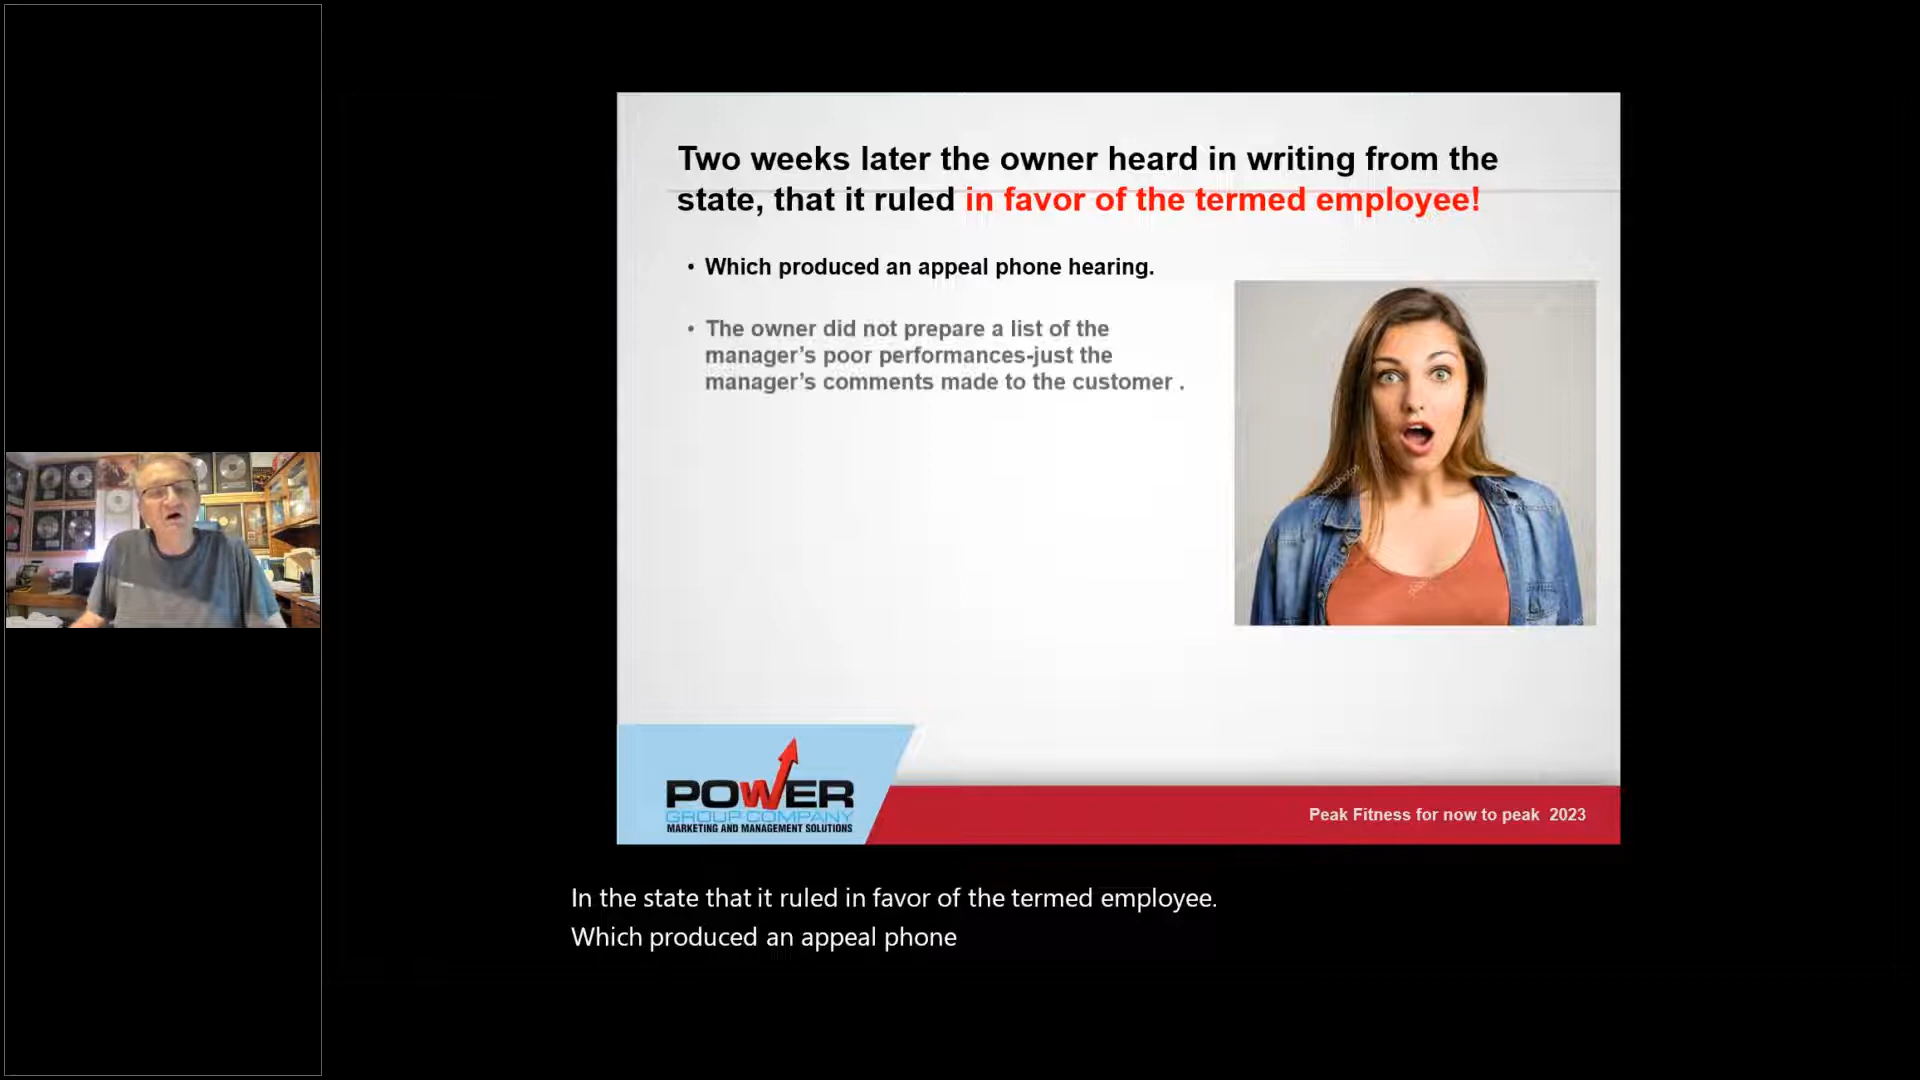 Two weeks later the owner heard in writing from the
state, that it ruled in favor of the termed employee!
• Which produced an appeal phone hearing.
• The owner did not prepare a list of the
manager’s poor performances-just the
manager’s comments made to the customer .
POWER
GROUP COMPANY
MARKETING AND MANAGEMENT SOLUTIONS
Peak Fitness for now to peak 2023
In the state that it ruled in favor of the termed employee.
Which produced an appeal phone